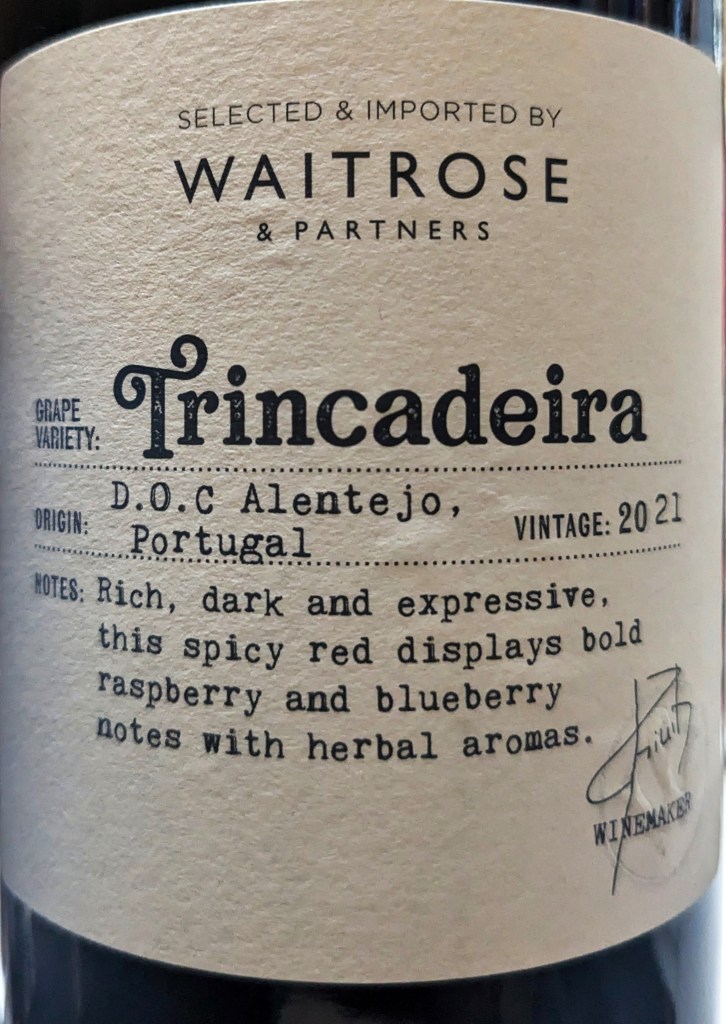 SELECTED & IMPORTED BY
WAITROSE
& PARTNERS
GRAPE
VARIETY:
Trincadeira
ORIGIN:
D.O.C Alentejo,
Portugal
VINTAGE: 2021
NOTES:
Rich, dark and expressive,
this spicy red displays bold
raspberry and blueberry
notes with herbal aromas.
WINEMAKER